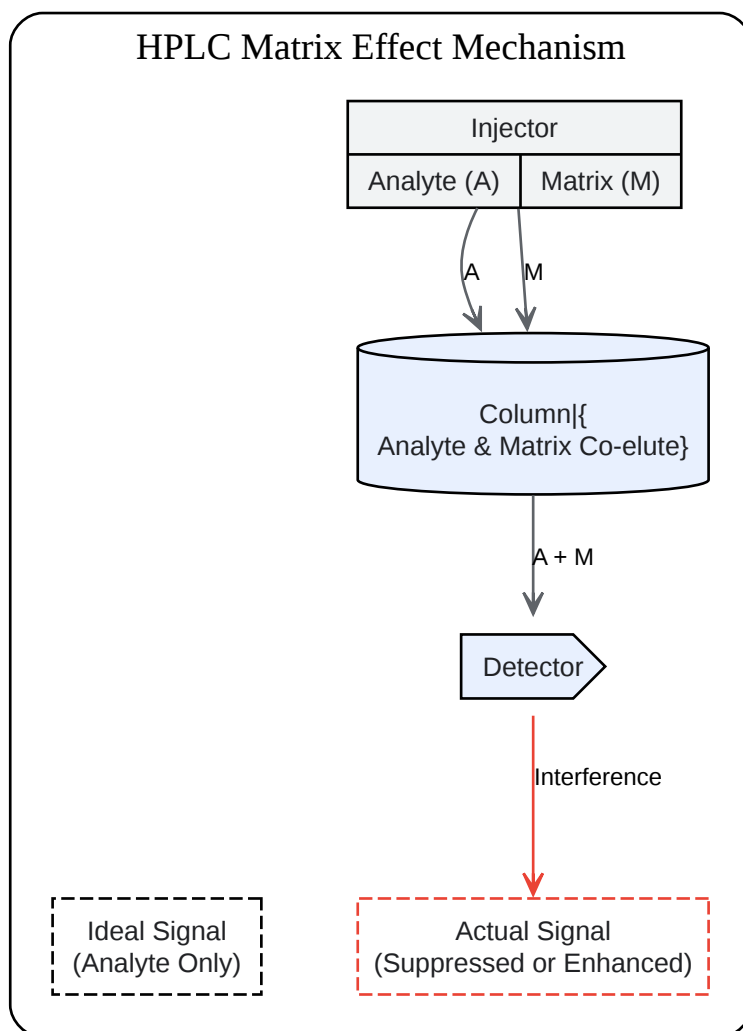 HPLC Matrix Effect Mechanism
Injector
Analyte (A)
Matrix (M)
A
M
Column|{
Analyte & Matrix Co-elute}
A + M
Detector
Interference
Ideal Signal
(Analyte Only)
Actual Signal
(Suppressed or Enhanced)